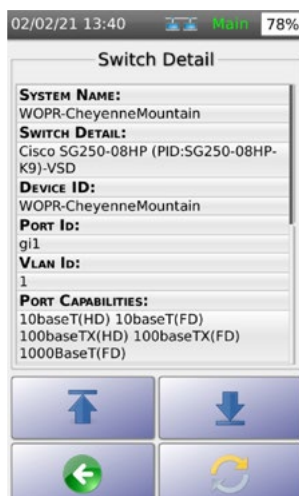 02/02/21 13:40 Main 78%
Switch Detail
SYSTEM NAME:
WOPR-CheyenneMountain
SWITCH DETAIL:
Cisco SG250-08HP (PID:SG250-08HP-
K9)-VSD
DEVICE ID:
WOPR-CheyenneMountain
PORT ID:
gi1
VLAN ID:
1
PORT CAPABILITIES:
10baseT(HD) 10baseT(FD)
100baseTX(HD) 100baseTX(FD)
1000BaseT(FD)